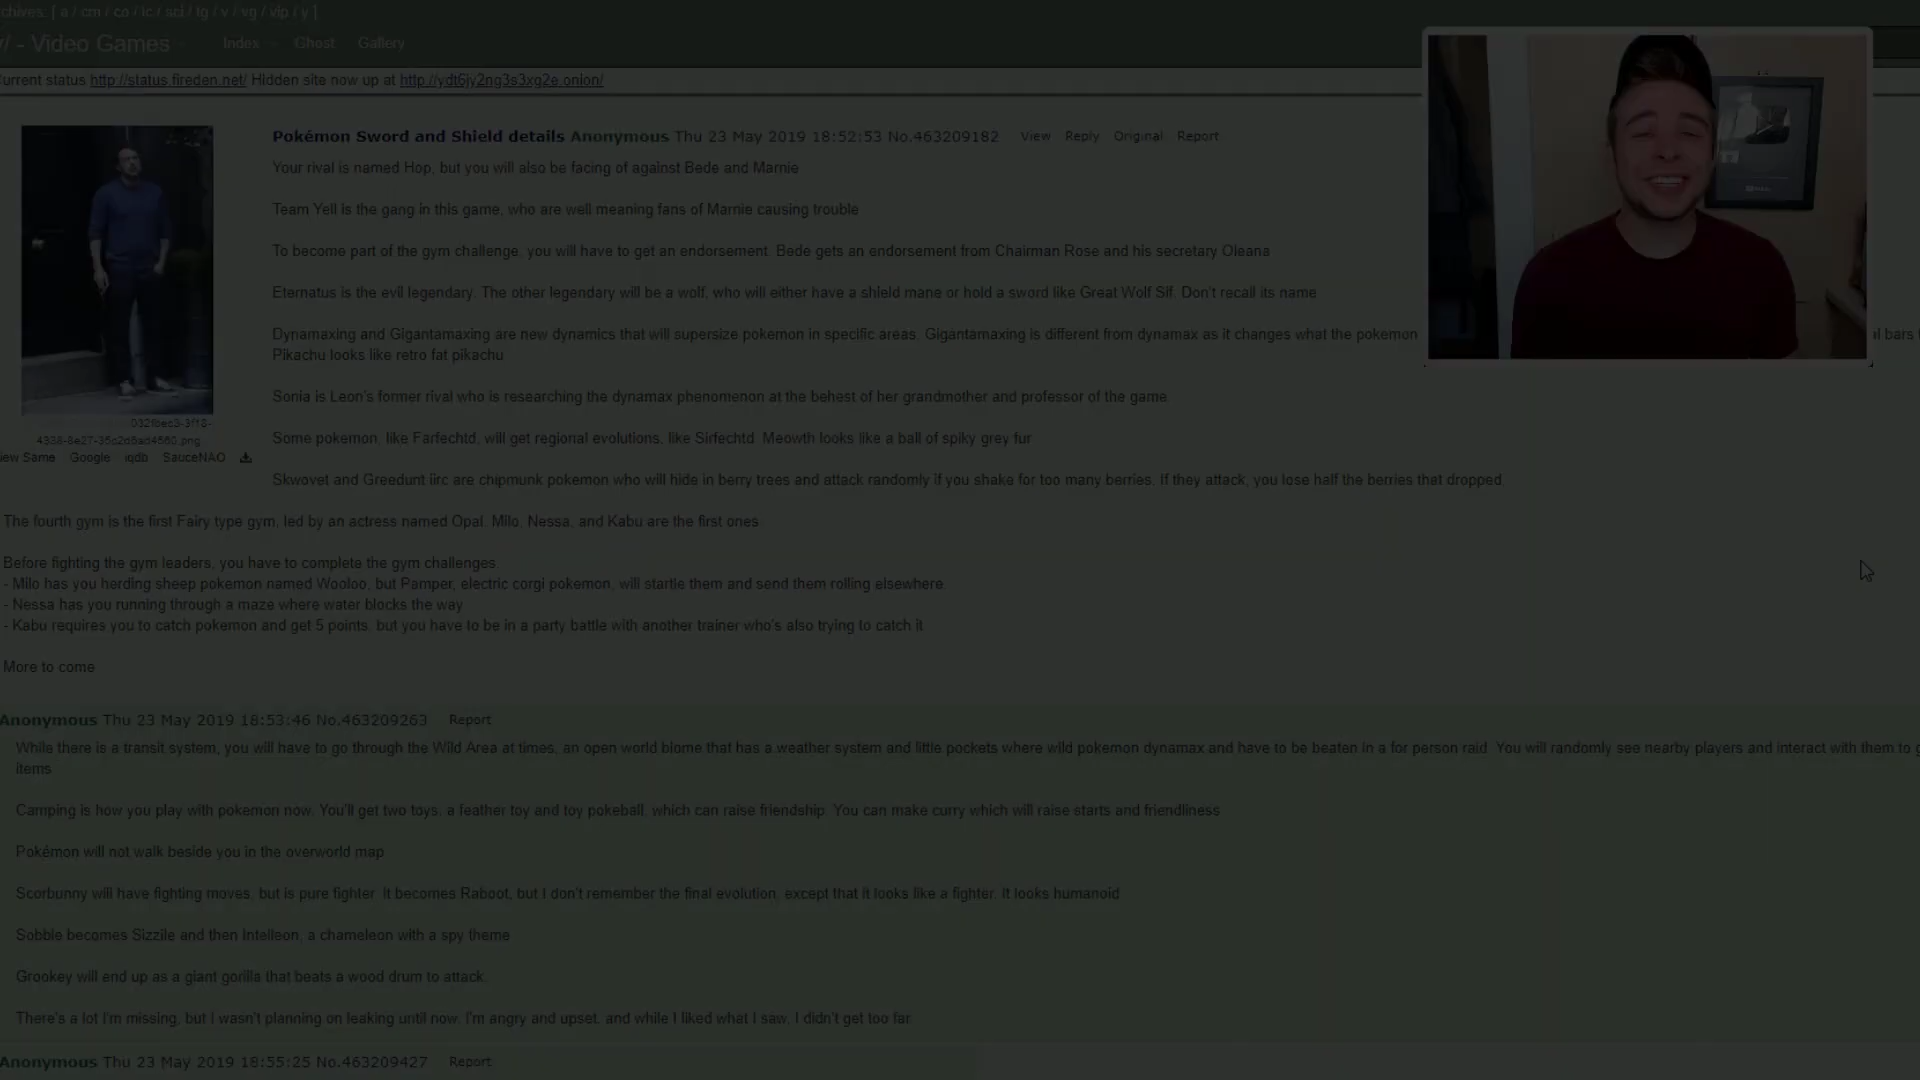 chives: [ a / cm / co / ic / sci / tg / v / vg / vip / y ]
/ - Video Games Index Ghost Gallery
urrent status http://status.fireden.net/ Hidden site now up at http://ydt6jy2ng3s3xg2e.onion/
Pokémon Sword and Shield details Anonymous Thu 23 May 2019 18:52:53 No.463209182 View Reply Original Report
Your rival is named Hop, but you will also be facing of against Bede and Marnie
Team Yell is the gang in this game, who are well meaning fans of Marnie causing trouble
To become part of the gym challenge, you will have to get an endorsement. Bede gets an endorsement from Chairman Rose and his secretary Oleana
Eternatus is the evil legendary. The other legendary will be a wolf, who will either have a shield mane or hold a sword like Great Wolf Sif. Don't recall its name
Dynamaxing and Gigantamaxing are new dynamics that will supersize pokemon in specific areas. Gigantamaxing is different from dynamax as it changes what the pokemon l bars
Pikachu looks like retro fat pikachu
Sonia is Leon's former rival who is researching the dynamax phenomenon at the behest of her grandmother and professor of the game
Some pokemon, like Farfechtd, will get regional evolutions, like Sirfechtd. Meowth looks like a ball of spiky grey fur
Skwovet and Greedunt iirc are chipmunk pokemon who will hide in berry trees and attack randomly if you shake for too many berries. If they attack, you lose half the berries that dropped.
iew Same Google iqdb SauceNAO
The fourth gym is the first Fairy type gym, led by an actress named Opal. Milo, Nessa, and Kabu are the first ones
Before fighting the gym leaders, you have to complete the gym challenges.
- Milo has you herding sheep pokemon named Wooloo, but Pamper, electric corgi pokemon, will startle them and send them rolling elsewhere
- Nessa has you running through a maze where water blocks the way
- Kabu requires you to catch pokemon and get 5 points, but you have to be in a party battle with another trainer who's also trying to catch it
More to come
Anonymous Thu 23 May 2019 18:53:46 No.463209263 Report
While there is a transit system, you will have to go through the Wild Area at times, an open world biome that has a weather system and little pockets where wild pokemon dynamax and have to be beaten in a for person raid. You will randomly see nearby players and interact with them to g
items
Camping is how you play with pokemon now. You'll get two toys, a feather toy and toy pokeball, which can raise friendship. You can make curry which will raise starts and friendliness
Pokémon will not walk beside you in the overworld map
Scorbunny will have fighting moves, but is pure fighter. It becomes Raboot, but I don't remember the final evolution, except that it looks like a fighter. It looks humanoid
Sobble becomes Sizzile and then Intelleon, a chameleon with a spy theme
Grookey will end up as a giant gorilla that beats a wood drum to attack.
There's a lot I'm missing, but I wasn't planning on leaking until now. I'm angry and upset, and while I liked what I saw, I didn't get too far
Anonymous Thu 23 May 2019 18:55:25 No.463209427 Report